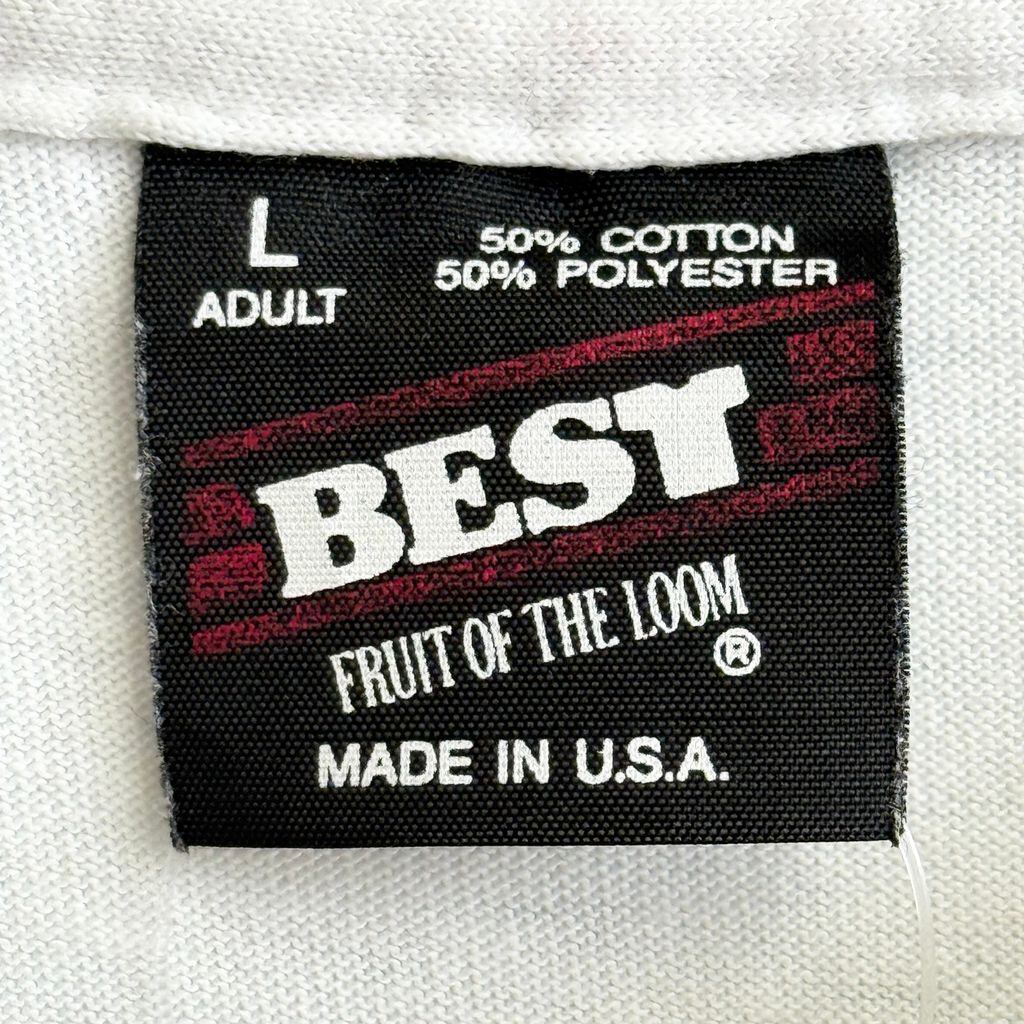 L
ADULT
50% COTTON
50% POLYESTER
BEST
FRUIT OF THE LOOM
®
MADE IN U.S.A.